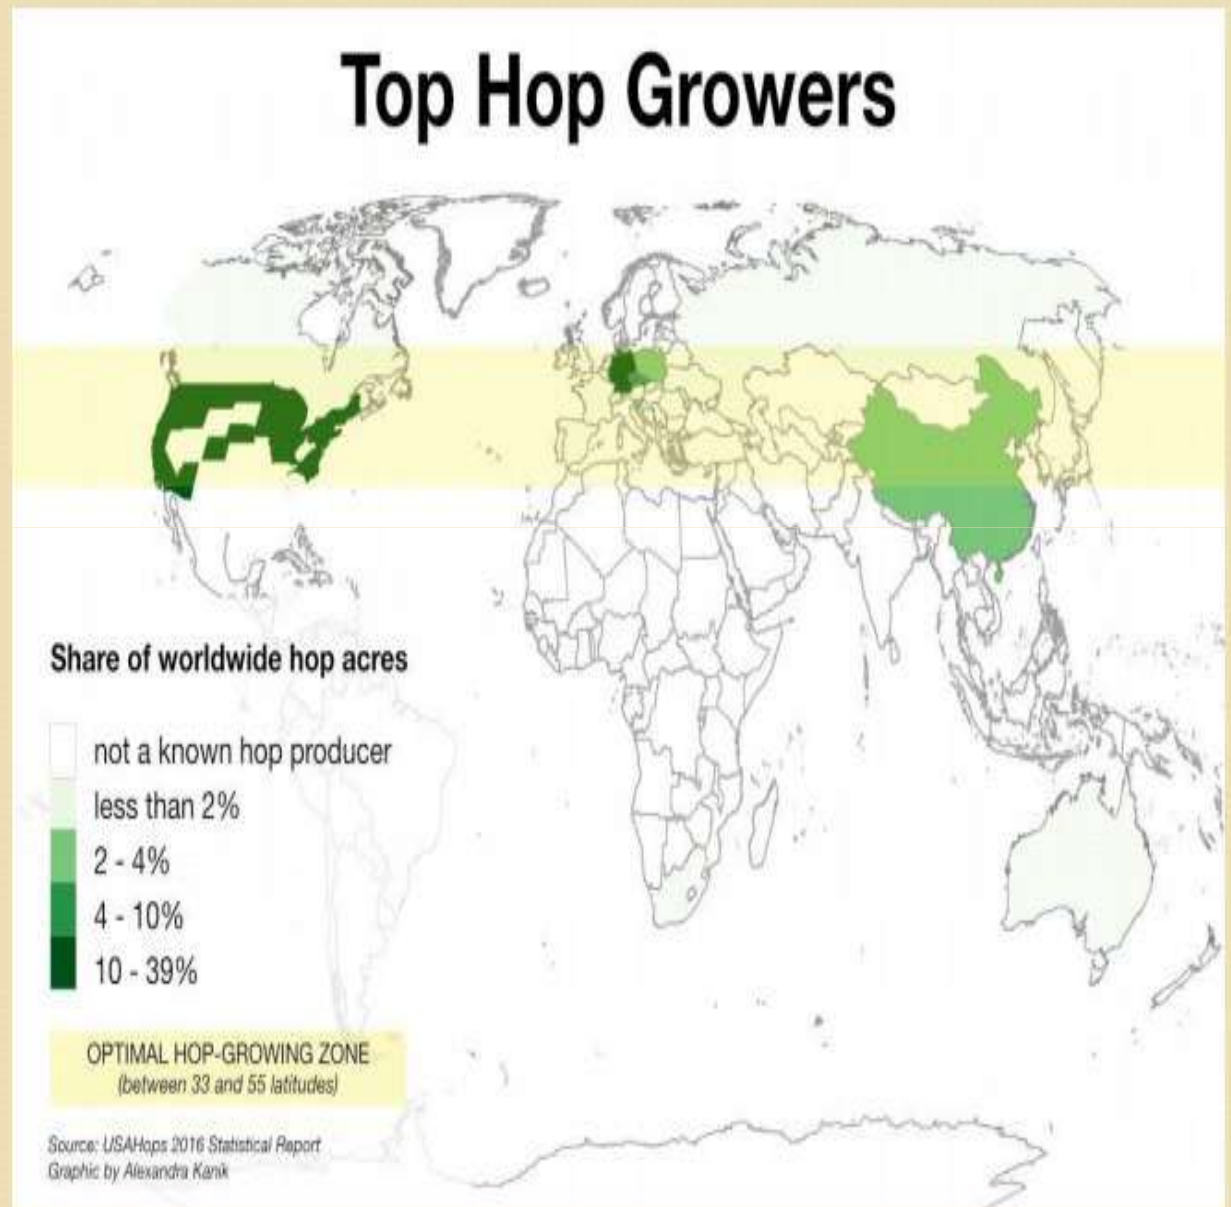 Top Hop Growers
Share of worldwide hop acres
not a known hop producer
less than 2%
2 - 4%
4 - 10%
10 - 39%
OPTIMAL HOP-GROWING ZONE
(between 33 and 55 latitudes)
Source: USAHops 2016 Statistical Report
Graphic by Alexandra Kanik